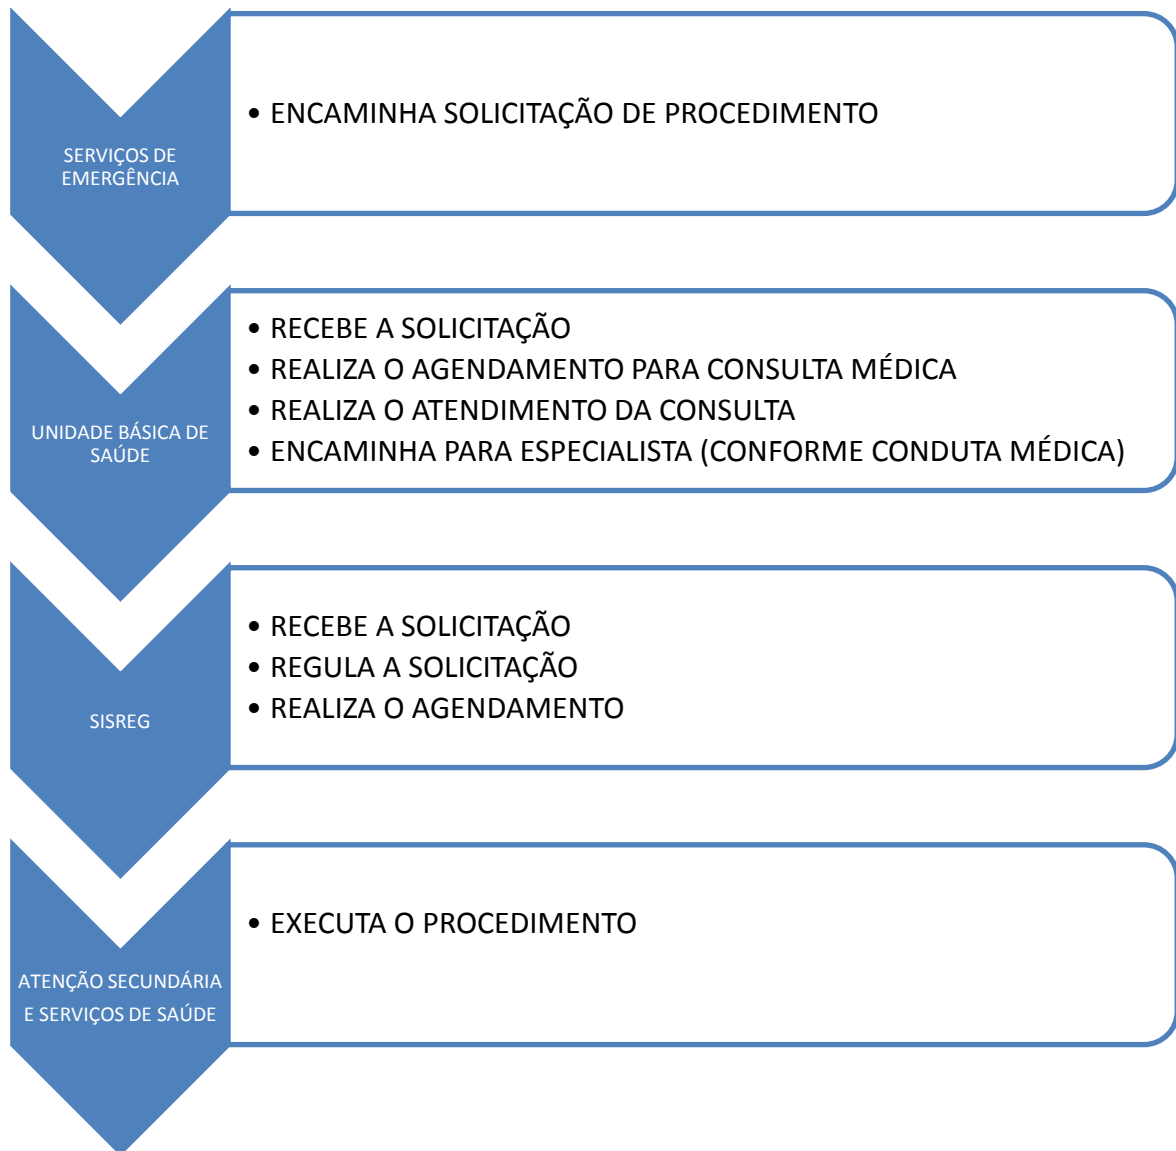 SERVIÇOS DE
EMERGÊNCIA
• ENCAMINHA SOLICITAÇÃO DE PROCEDIMENTO
UNIDADE BÁSICA DE
SAÚDE
• RECEBE A SOLICITAÇÃO
• REALIZA O AGENDAMENTO PARA CONSULTA MÉDICA
• REALIZA O ATENDIMENTO DA CONSULTA
• ENCAMINHA PARA ESPECIALISTA (CONFORME CONDUTA MÉDICA)
SISREG
• RECEBE A SOLICITAÇÃO
• REGULA A SOLICITAÇÃO
• REALIZA O AGENDAMENTO
ATENÇÃO SECUNDÁRIA
E SERVIÇOS DE SAÚDE
• EXECUTA O PROCEDIMENTO